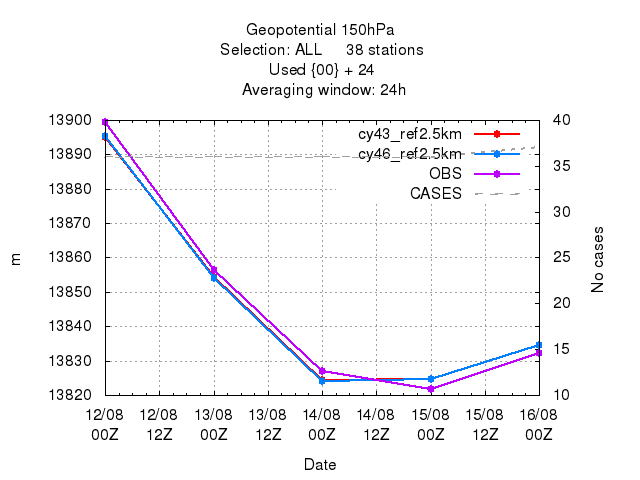 Geopotential 150hPa
Selection: ALL 38 stations
Used {00} + 24
Averaging window: 24h
cy43_ref2.5km
cy46_ref2.5km
OBS
CASES
13900
13890
13880
13870
13860
13850
13840
13830
13820
40
35
30
25
20
15
10
m
No cases
12/08 12/08 13/08 13/08 14/08 14/08 15/08 15/08 16/08
00Z 12Z 00Z 12Z 00Z 12Z 00Z 12Z 00Z
Date